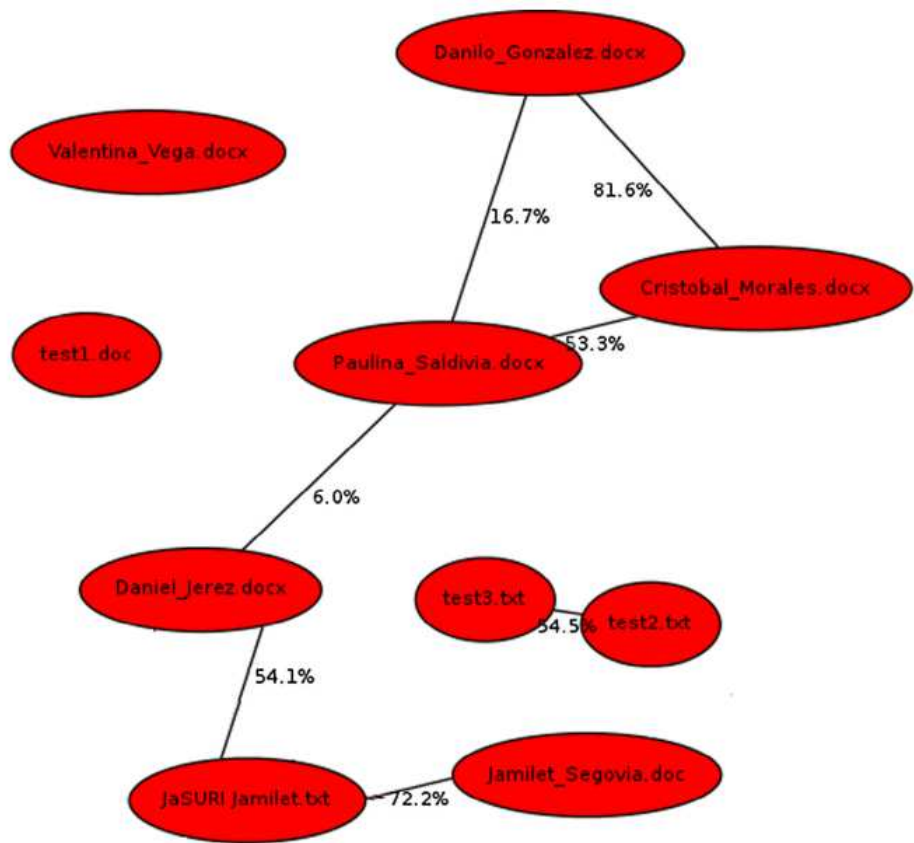 Danilo_Gonzalez.docx
Valentina_Vega.docx
81.6%
16.7%
Cristobal_Morales.docx
53.3%
test1.doc
Paulina_Saldivia.docx
6.0%
Daniel_Jerez.docx
test3.txt
54.5%
test2.txt
54.1%
JaSURI Jamilet.txt
72.2%
Jamilet_Segovia.doc